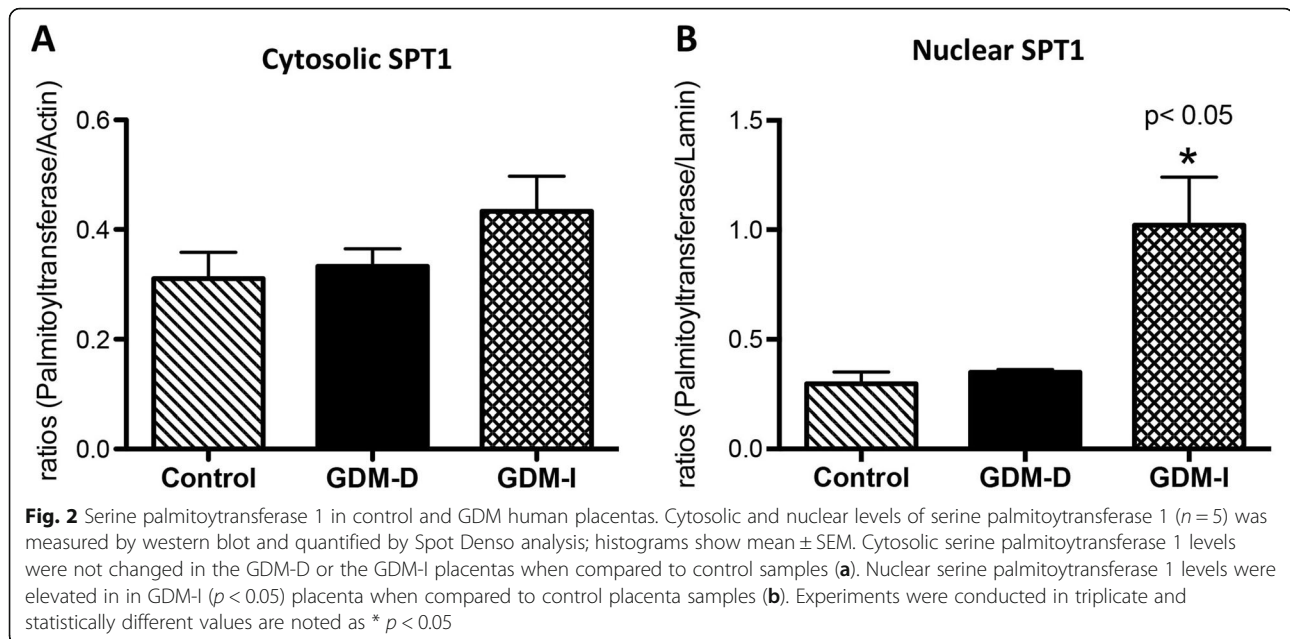 A
Cytosolic SPT1
ratios (Palmitoyltransferase/Actin)
0.6
0.4
0.2
0.0
Control GDM-D GDM-I
B
Nuclear SPT1
ratios (Palmitoyltransferase/Lamin)
1.5
1.0
0.5
0.0
p< 0.05
*
Control GDM-D GDM-I
Fig. 2 Serine palmitoytransferase 1 in control and GDM human placentas. Cytosolic and nuclear levels of serine palmitoytransferase 1 (n = 5) was
measured by western blot and quantified by Spot Denso analysis; histograms show mean ± SEM. Cytosolic serine palmitoytransferase 1 levels
were not changed in the GDM-D or the GDM-I placentas when compared to control samples (a). Nuclear serine palmitoytransferase 1 levels were
elevated in in GDM-I (p < 0.05) placenta when compared to control placenta samples (b). Experiments were conducted in triplicate and
statistically different values are noted as * p < 0.05